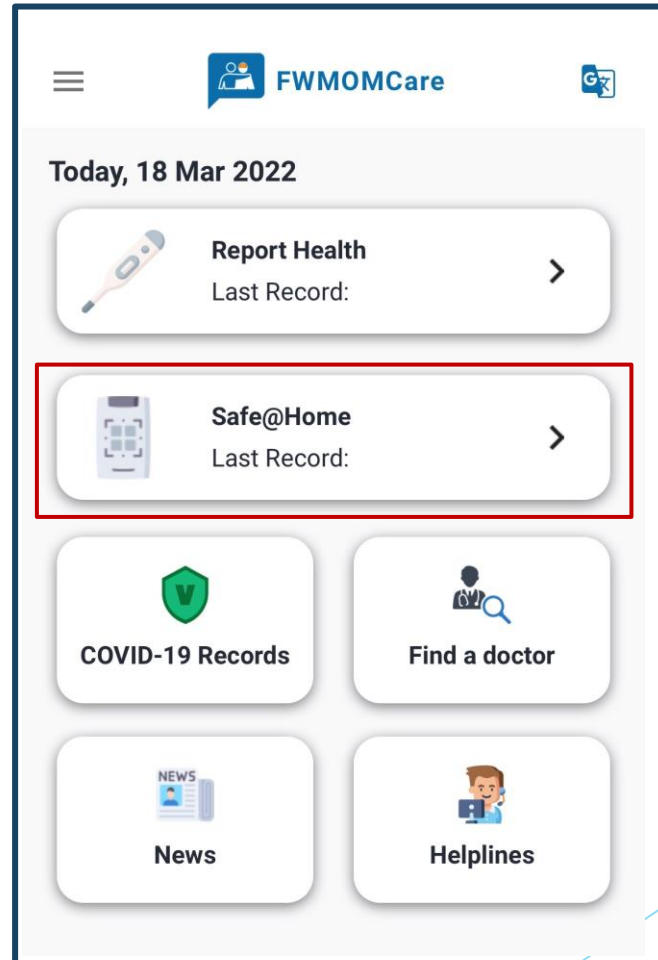 FWMOMCare
Today, 18 Mar 2022
Report Health
Last Record:
Safe@Home
Last Record:
V
COVID-19 Records
Find a doctor
NEWS
News
Helplines